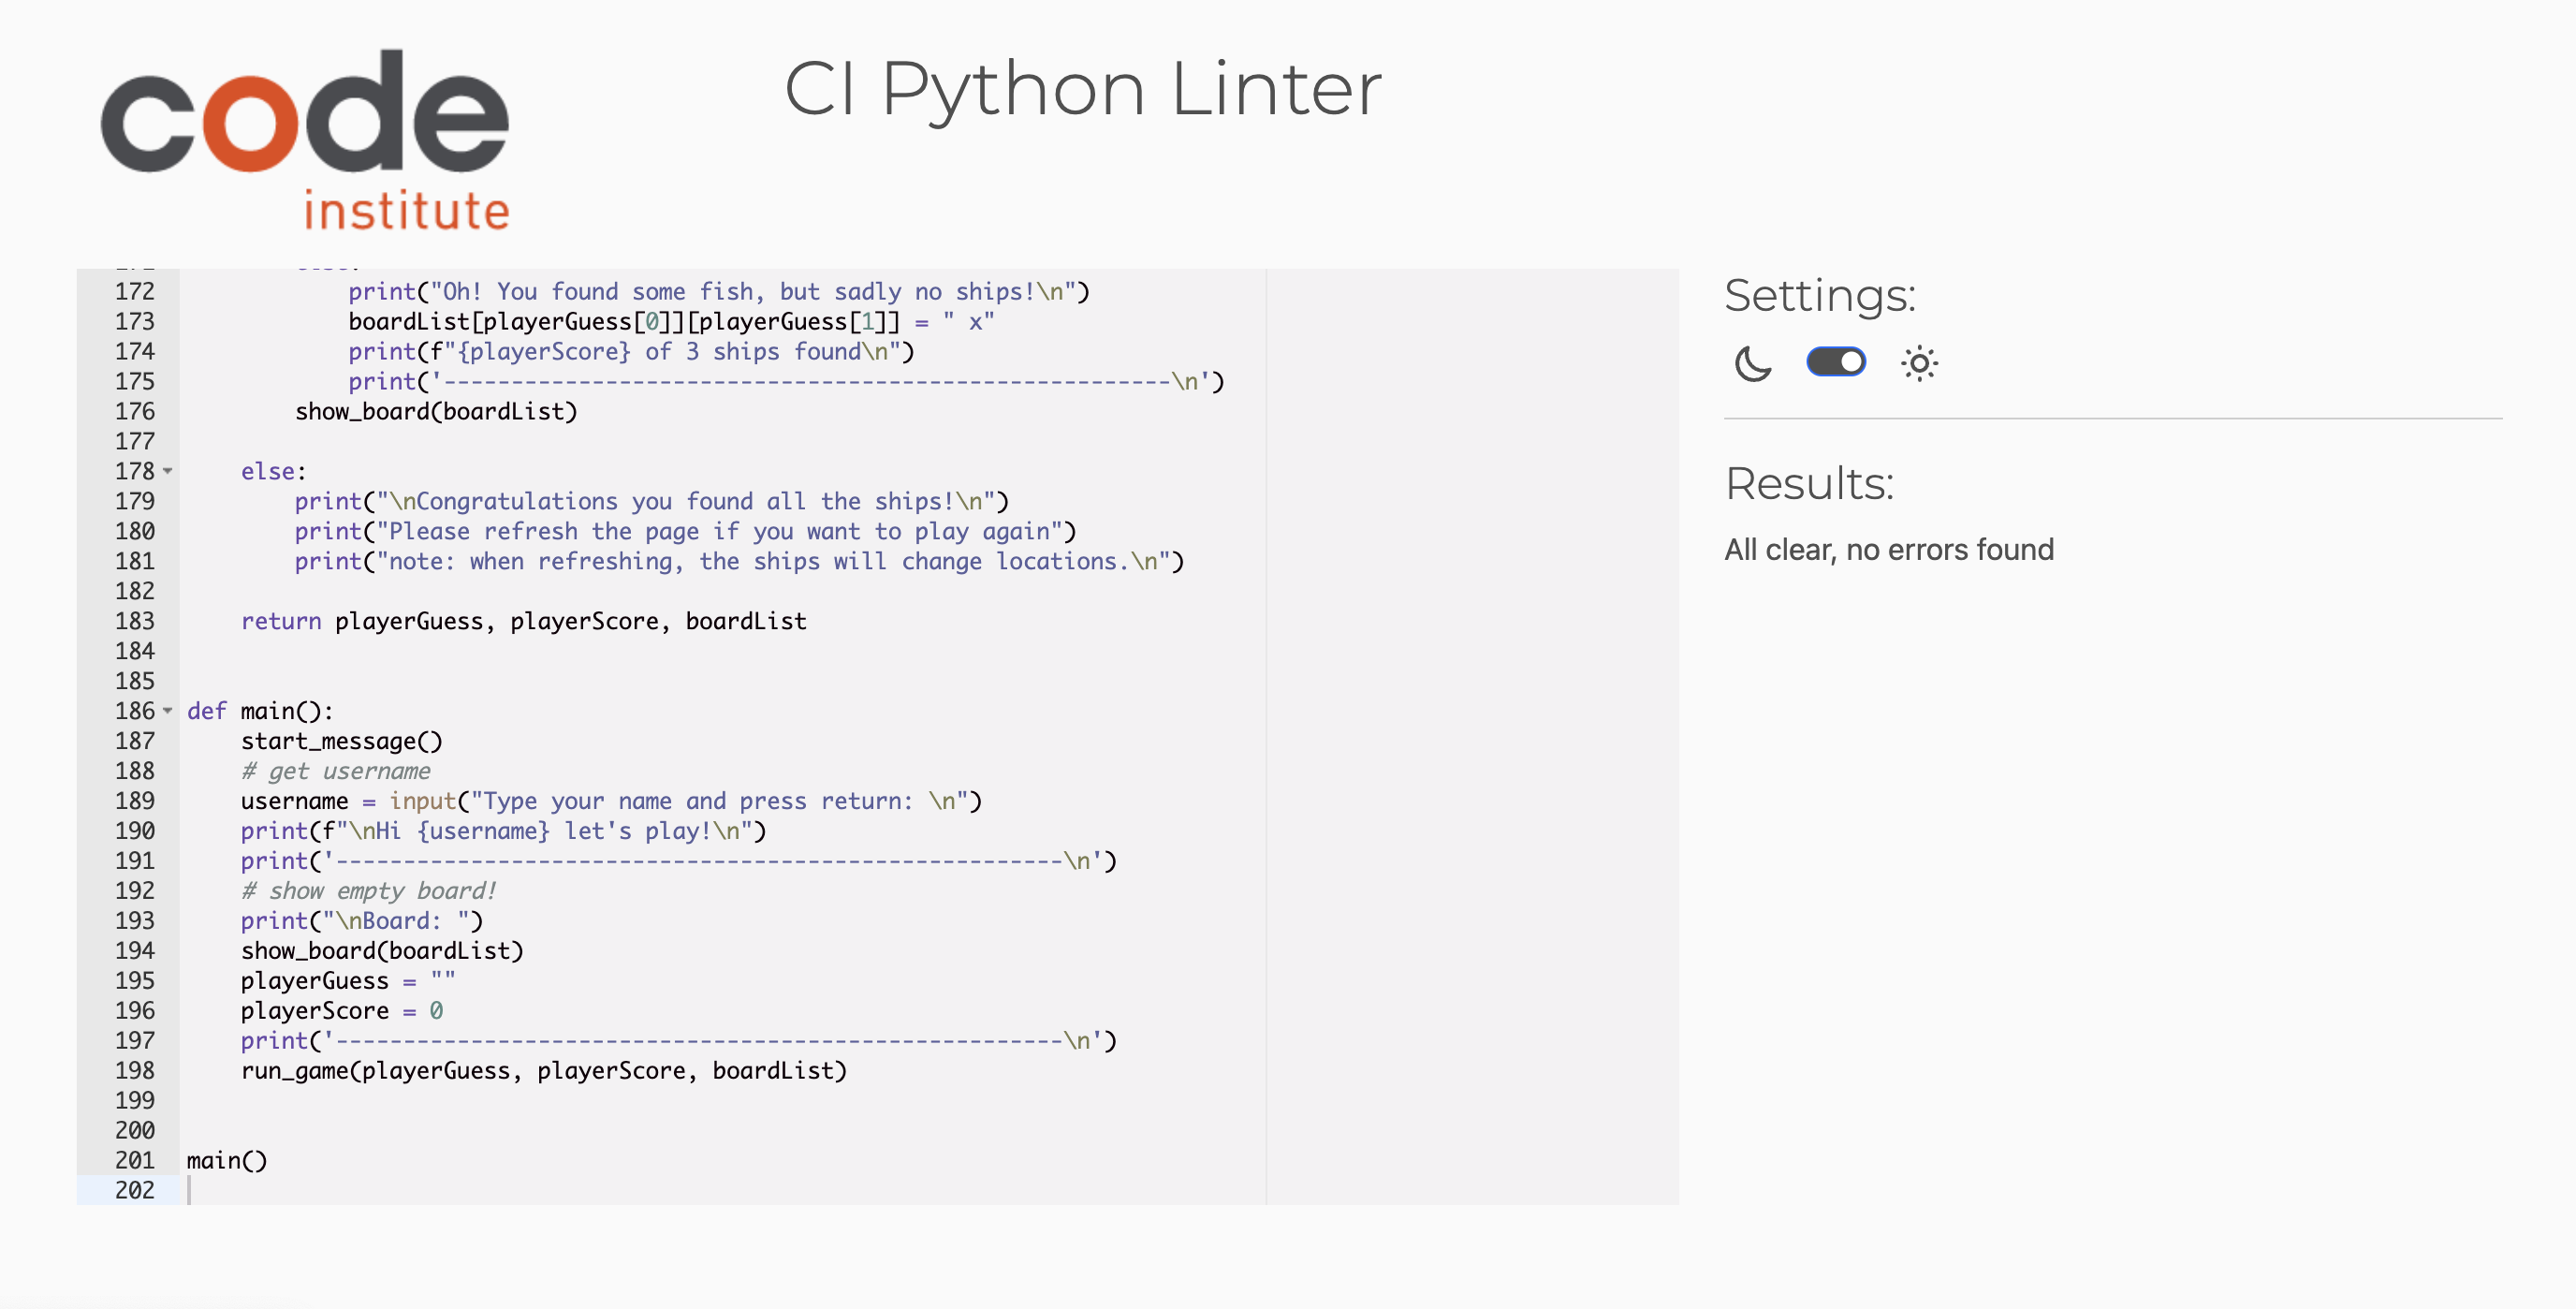 code
institute
CI Python Linter
172             print("Oh! You found some fish, but sadly no ships!\n")
173             boardList[playerGuess[0]][playerGuess[1]] = " x"
174             print(f"{playerScore} of 3 ships found\n")
175             print('------------------------------------------------------\n')
176         show_board(boardList)
177
178     else:
179         print("\nCongratulations you found all the ships!\n")
180         print("Please refresh the page if you want to play again")
181         print("note: when refreshing, the ships will change locations.\n")
182
183     return playerGuess, playerScore, boardList
184
185
186 def main():
187     start_message()
188     # get username
189     username = input("Type your name and press return: \n")
190     print(f"\nHi {username} let's play!\n")
191     print('------------------------------------------------------\n')
192     # show empty board!
193     print("\nBoard: ")
194     show_board(boardList)
195     playerGuess = ""
196     playerScore = 0
197     print('------------------------------------------------------\n')
198     run_game(playerGuess, playerScore, boardList)
199
200
201 main()
202
Settings:
Results:
All clear, no errors found